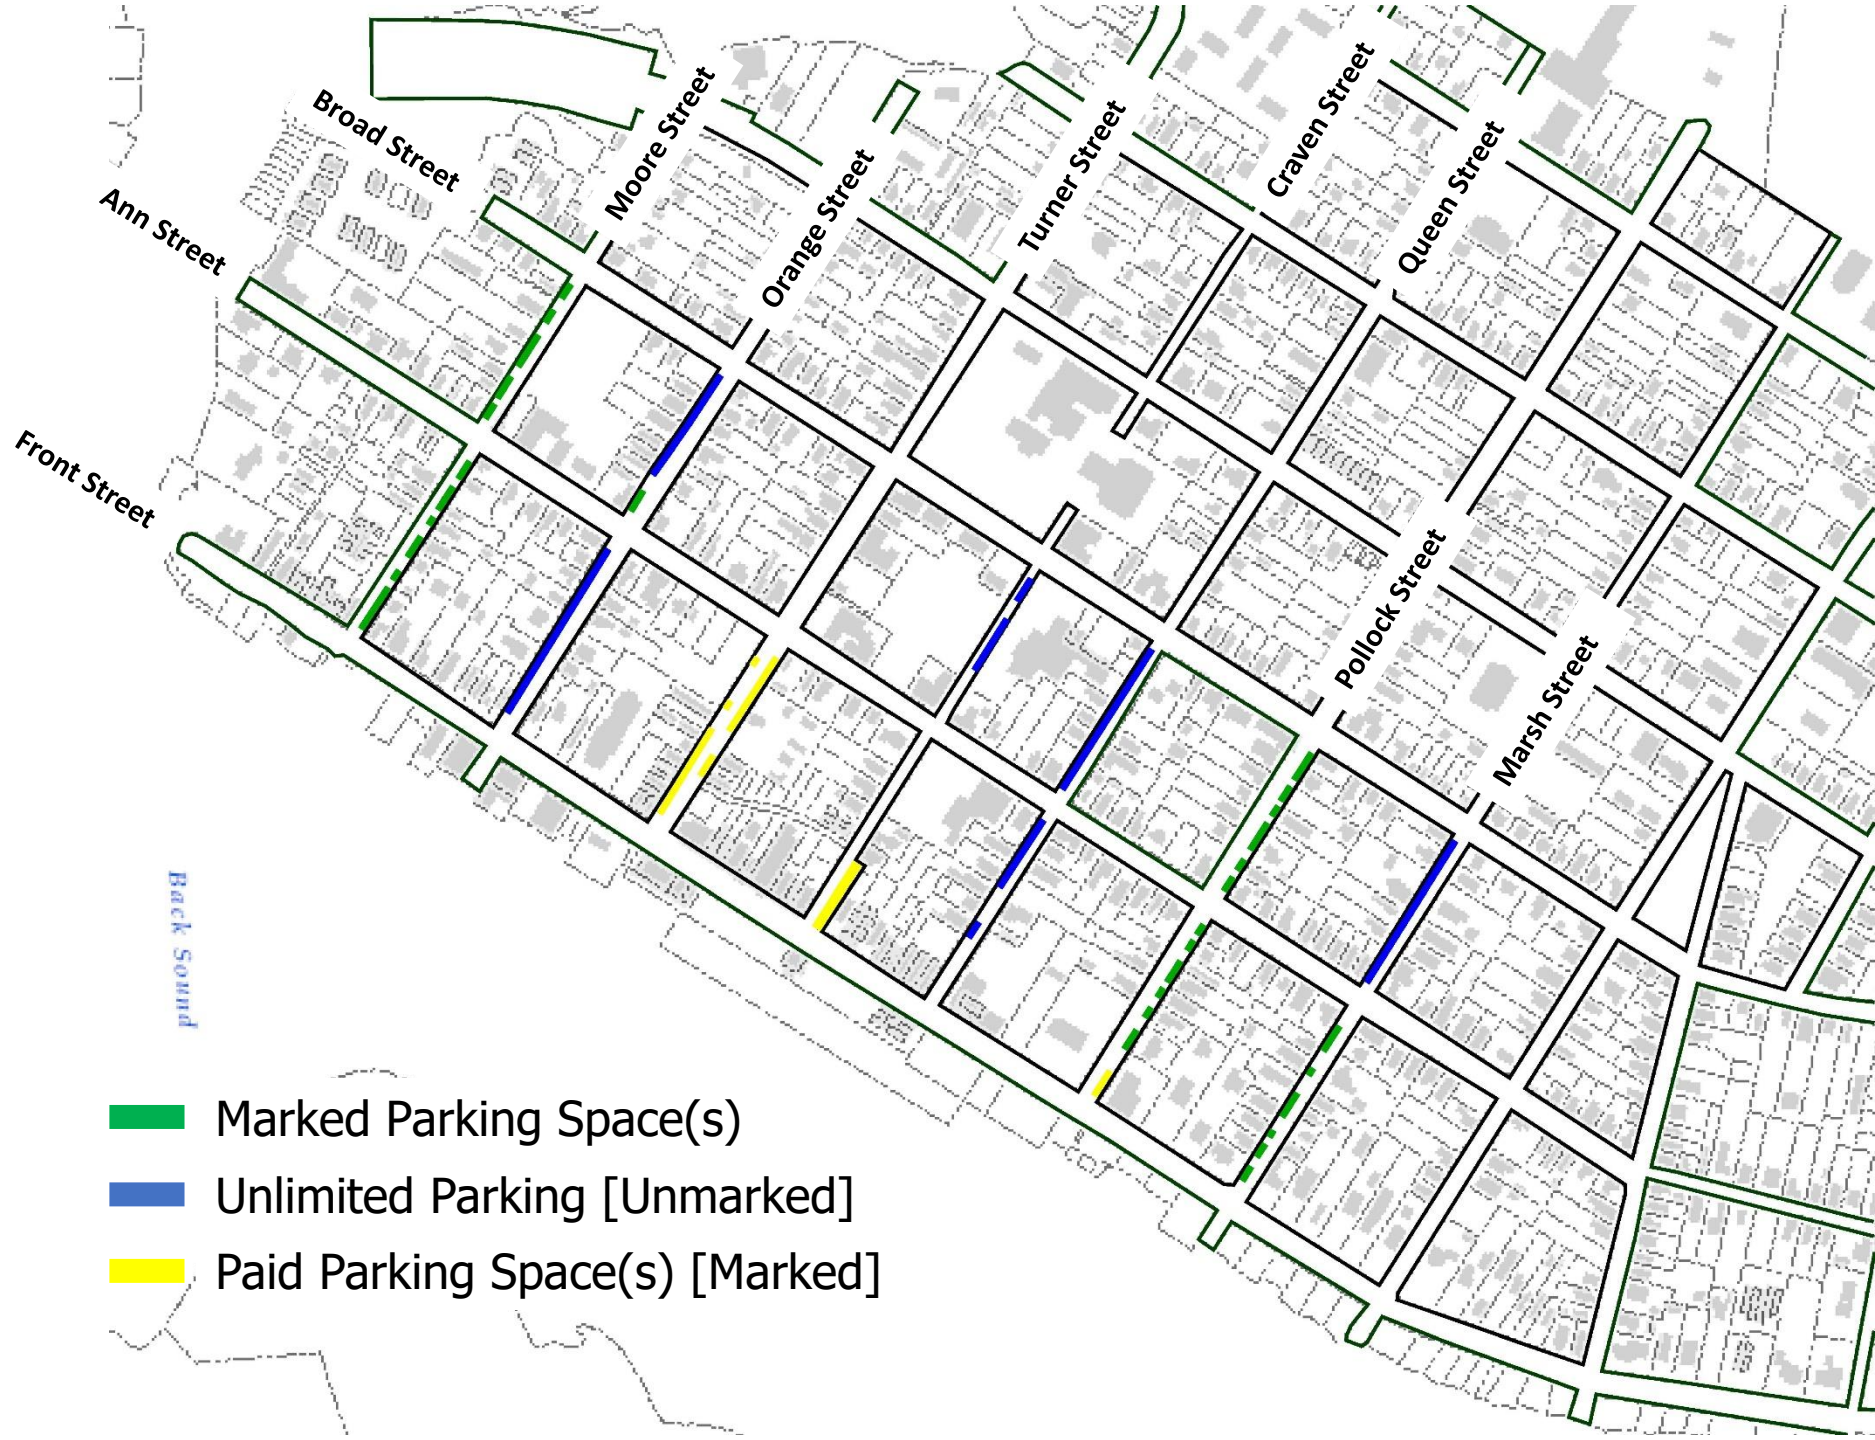 Broad Street
Ann Street
Front Street
Moore Street
Orange Street
Turner Street
Craven Street
Queen Street
Pollock Street
Marsh Street
Back Sound
Marked Parking Space(s)
Unlimited Parking [Unmarked]
Paid Parking Space(s) [Marked]